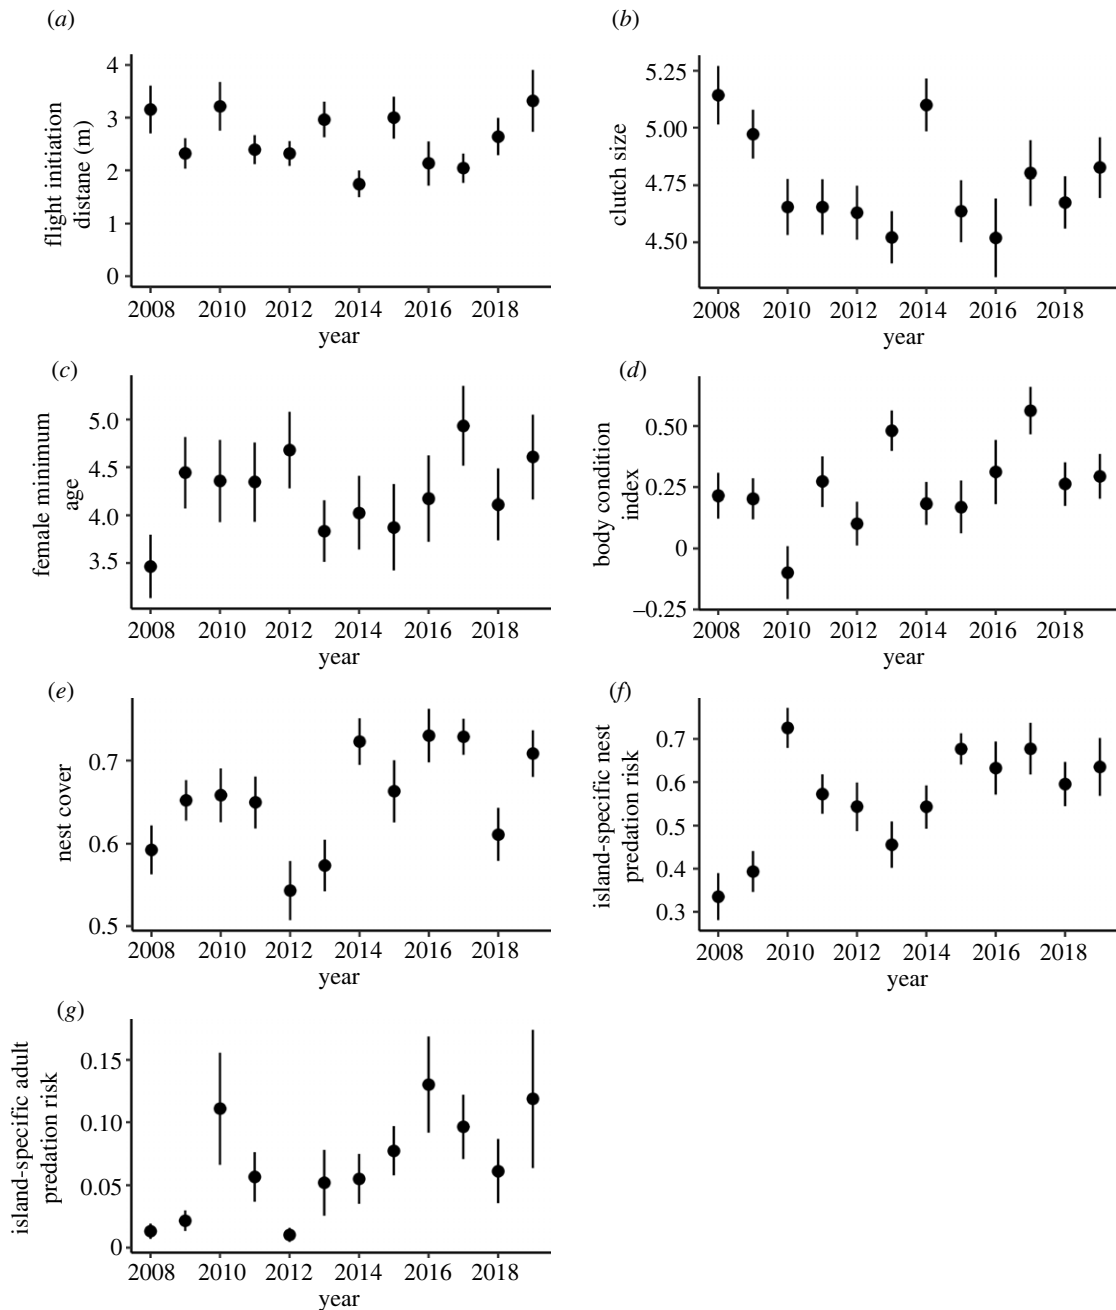 (a)
4
3
2
1
0
flight initiation
distane (m)
2008 2010 2012 2014 2016 2018
year
(b)
5.25
5.00
4.75
4.50
clutch size
2008 2010 2012 2014 2016 2018
year
(c)
5.0
4.5
4.0
3.5
female minimum
age
2008 2010 2012 2014 2016 2018
year
(d)
0.50
0.25
0
–0.25
body condition
index
2008 2010 2012 2014 2016 2018
year
(e)
0.7
0.6
0.5
nest cover
2008 2010 2012 2014 2016 2018
year
(f)
0.7
0.6
0.5
0.4
0.3
island-specific nest
predation risk
2008 2010 2012 2014 2016 2018
year
(g)
0.15
0.10
0.05
0
island-specific adult
predation risk
2008 2010 2012 2014 2016 2018
year